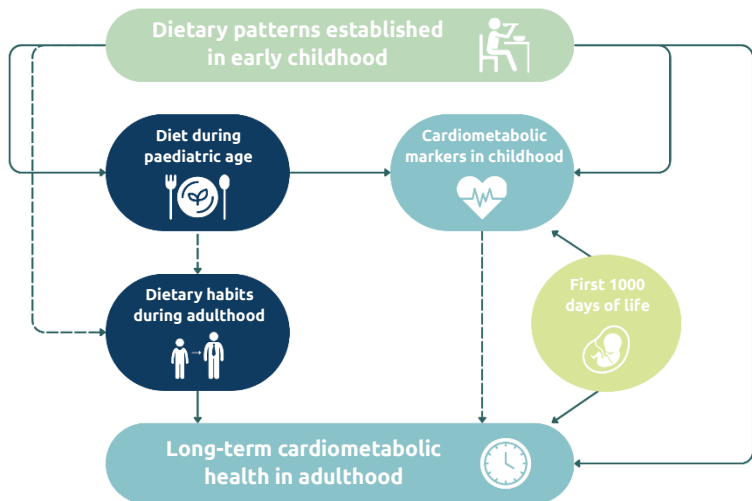 Dietary patterns established
in early childhood
Diet during
paediatric age
Cardiometabolic
markers in childhood
Dietary habits
during adulthood
First 1000
days of life
Long-term cardiometabolic
health in adulthood